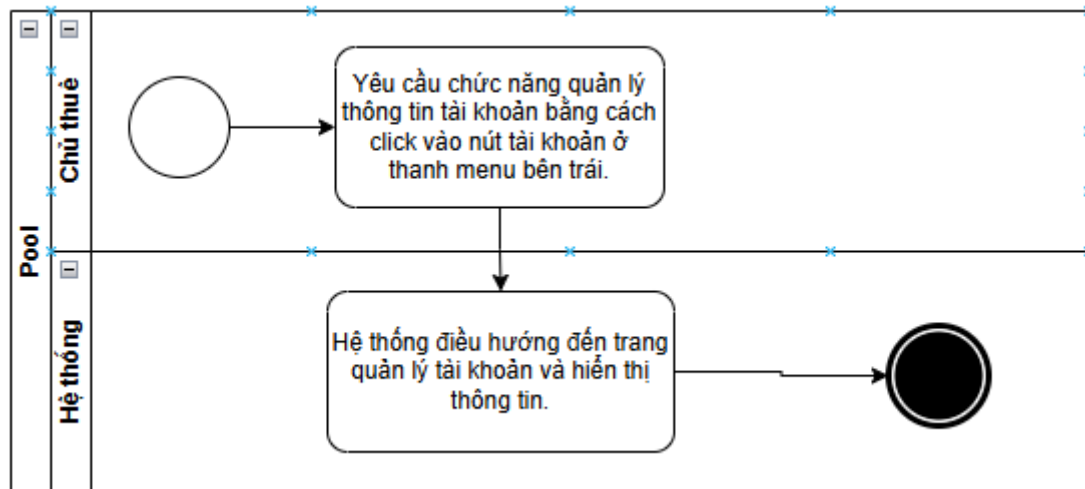 Pool
Chủ thuê
Yêu cầu chức năng quản lý
thông tin tài khoản bằng cách
click vào nút tài khoản ở
thanh menu bên trái.
Hệ thống
Hệ thống điều hướng đến trang
quản lý tài khoản và hiển thị
thông tin.